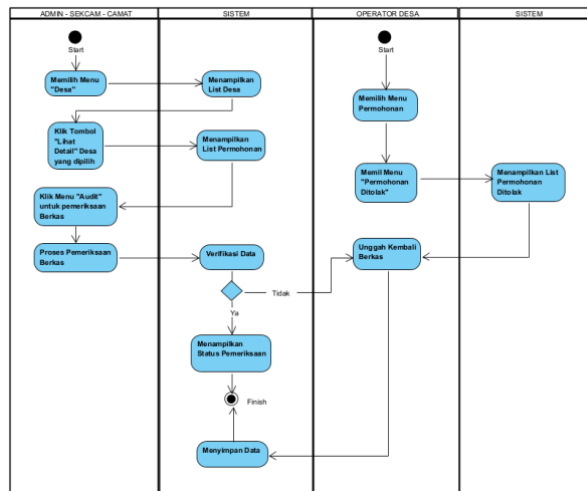 ADMIN - SEKCAM - CAMAT
SISTEM
OPERATOR DESA
SISTEM
Start
Start
Memilih Menu
"Desa"
Menampilkan
List Desa
Memilih Menu
Permohonan
Klik Tombol
"Lihat
Detail" Desa
yang dipilih
Menampilkan
List Permohonan
Memil Menu
"Permohonan
Ditolak"
Menampilkan List
Permohonan
Ditolak
Klik Menu "Audit"
untuk pemeriksaan
Berkas
Proses Pemeriksaan
Berkas
Verifikasi Data
Unggah Kembali
Berkas
Tidak
Ya
Menampilkan
Status Pemeriksaan
Finish
Menyimpan Data